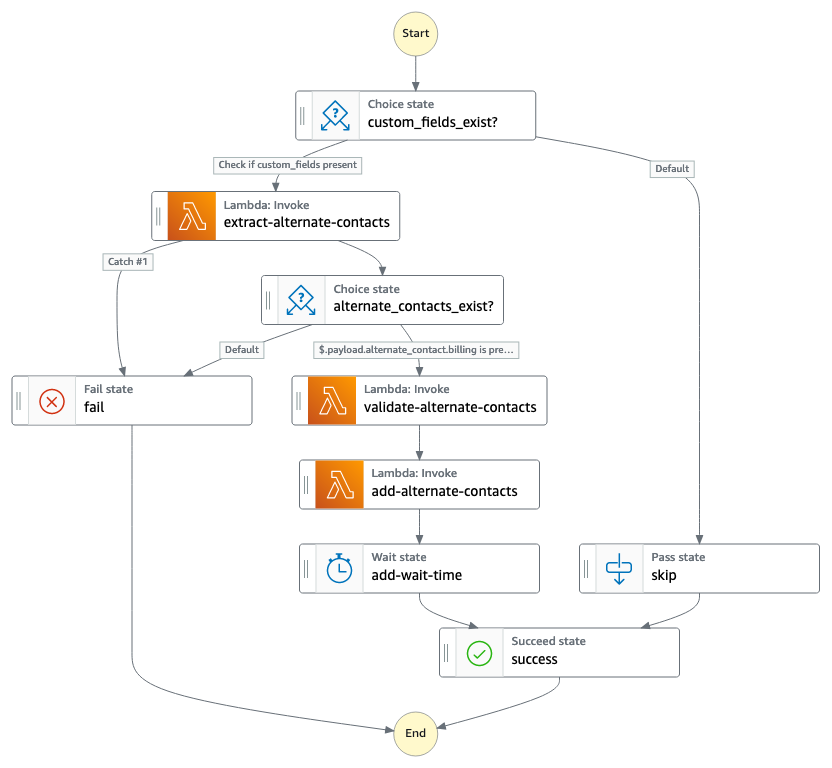 Start
Choice state
custom_fields_exist?
Check if custom_fields present
Default
Lambda: Invoke
extract-alternate-contacts
Catch #1
Choice state
alternate_contacts_exist?
Default
$.payload.alternate_contact.billing is pre...
Fail state
fail
Lambda: Invoke
validate-alternate-contacts
Lambda: Invoke
add-alternate-contacts
Wait state
add-wait-time
Pass state
skip
Succeed state
success
End